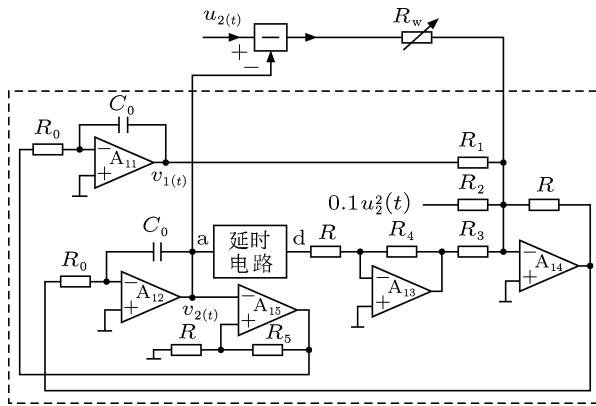 u₂₍ₜ₎
R_w
+
−
−
C₀
R₀
−
A₁₁
+
v₁₍ₜ₎
R₁
0.1u₂²(t)
R₂
R
C₀
a
延时
电路
d
R
R₄
R₃
R₀
−
A₁₂
+
v₂₍ₜ₎
−
A₁₅
+
−
A₁₃
+
−
A₁₄
+
R
R₅